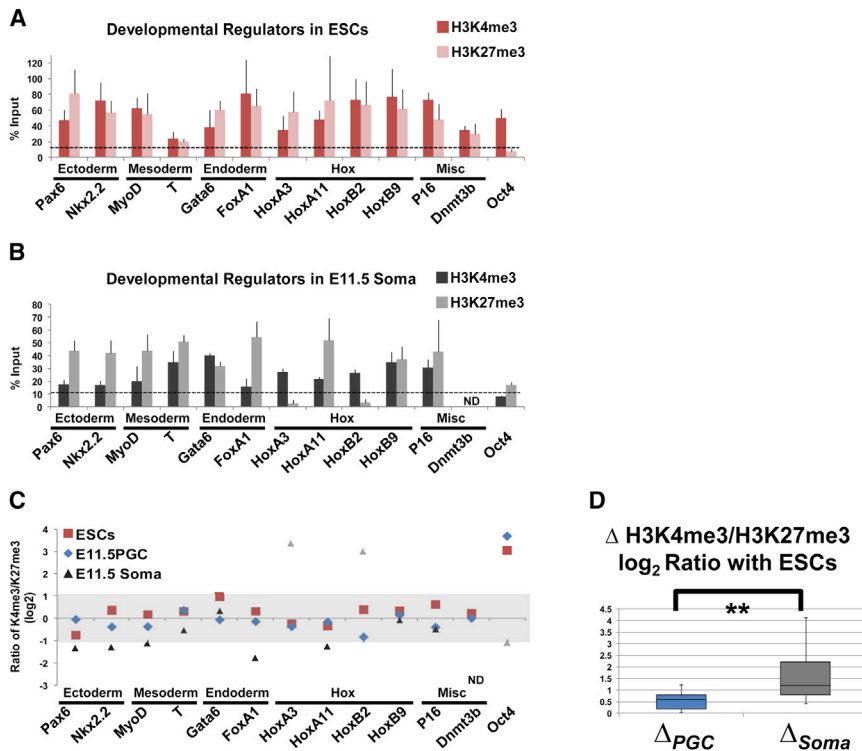 A
Developmental Regulators in ESCs
H3K4me3
H3K27me3
% Input
120
100
80
60
40
20
0
Ectoderm
Mesoderm
Endoderm
Hox
Misc
Pax6
Nkx2.2
MyoD
T
Gata6
FoxA1
HoxA3
HoxA11
HoxB2
HoxB9
P16
Dnmt3b
Oct4
B
Developmental Regulators in E11.5 Soma
H3K4me3
H3K27me3
% Input
80
70
60
50
40
30
20
10
0
ND
Ectoderm
Mesoderm
Endoderm
Hox
Misc
Pax6
Nkx2.2
MyoD
T
Gata6
FoxA1
HoxA3
HoxA11
HoxB2
HoxB9
P16
Dnmt3b
Oct4
C
ESCs
E11.5PGC
E11.5 Soma
Ratio of K4me3/K27me3
(log2)
4
3
2
1
0
-1
-2
-3
ND
Ectoderm
Mesoderm
Endoderm
Hox
Misc
Pax6
Nkx2.2
MyoD
T
Gata6
FoxA1
HoxA3
HoxA11
HoxB2
HoxB9
P16
Dnmt3b
Oct4
D
Δ H3K4me3/H3K27me3
log₂ Ratio with ESCs
**
4.5
4
3.5
3
2.5
2
1.5
1
0.5
0
ΔPGC
ΔSoma